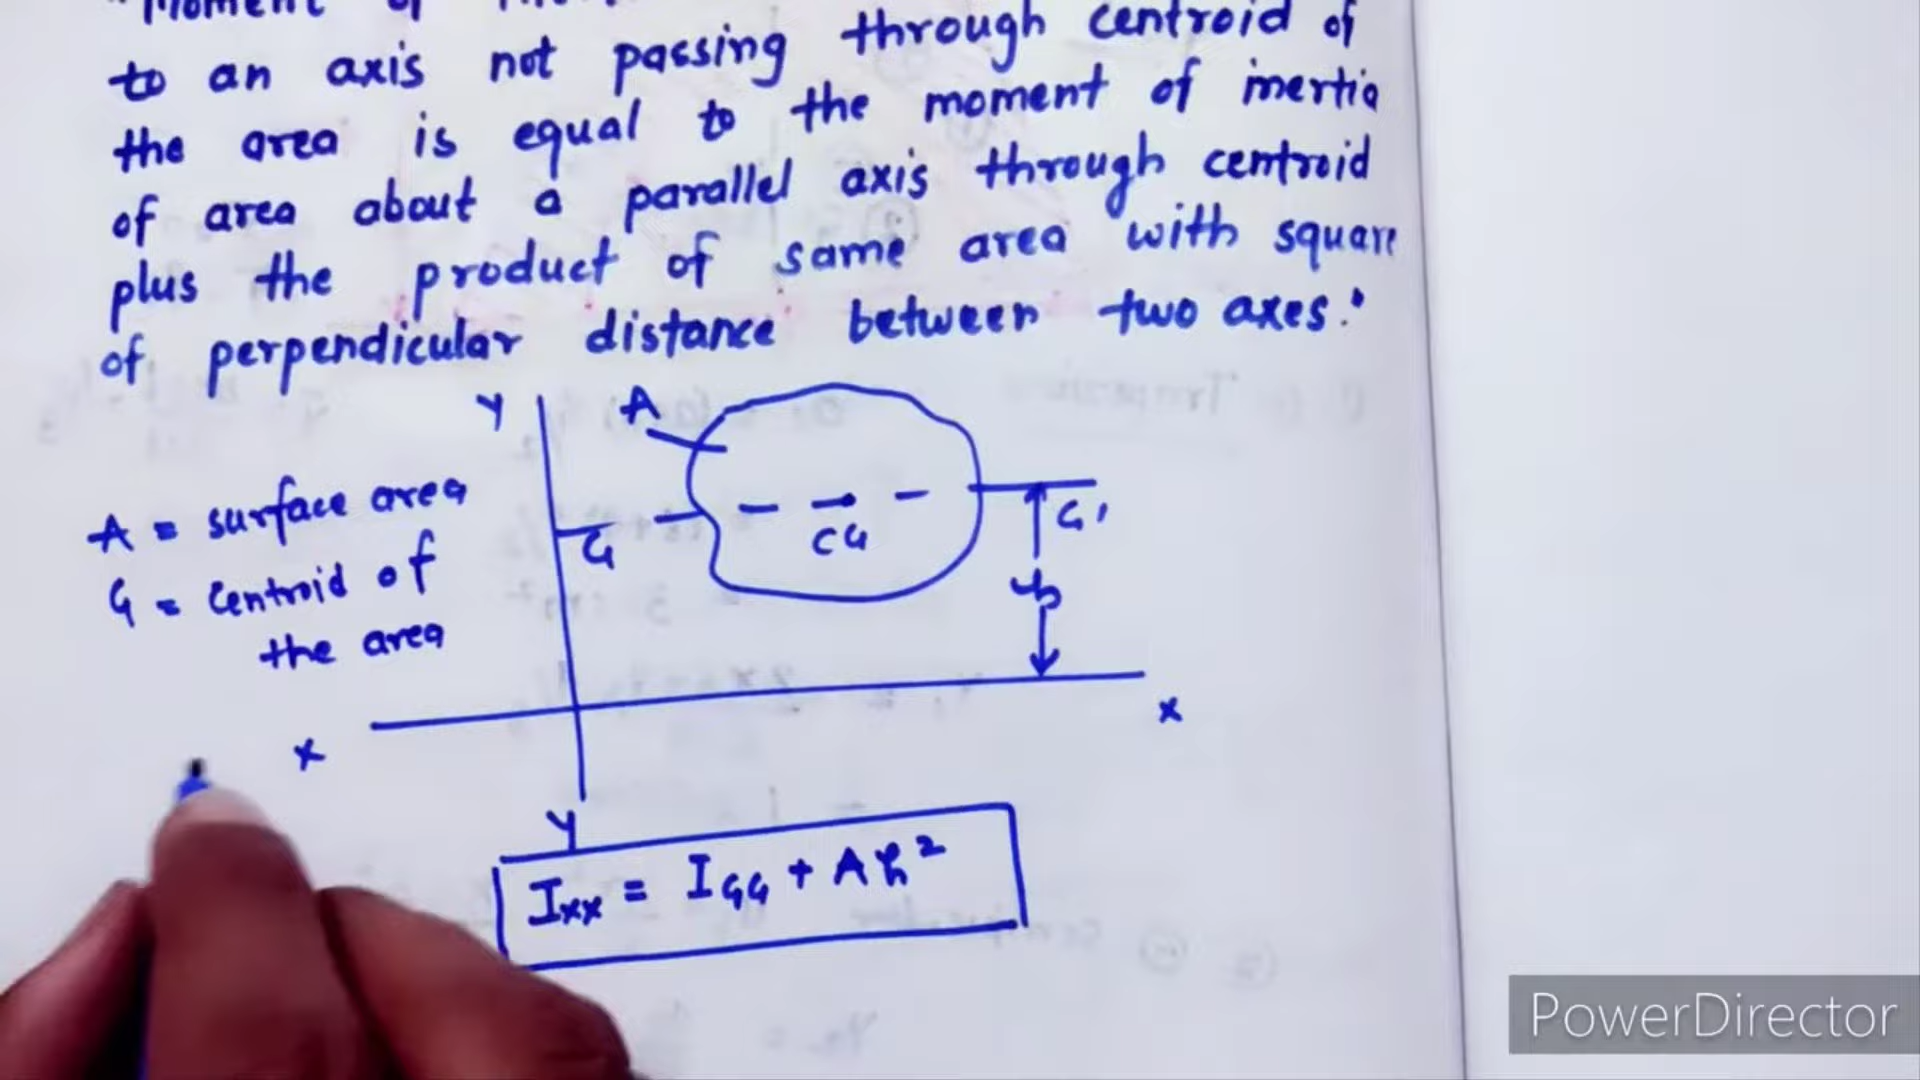 "Moment of
to an axis not passing through centroid of
the area is equal to the moment of inertia
of area about a parallel axis through centroid
plus the product of same area with square
of perpendicular distance between two axes."
Y
A
A = surface area
G = Centroid of
the area
G
CG
G'
h
X
X
Y
Ixx = IGG + Ah²
PowerDirector